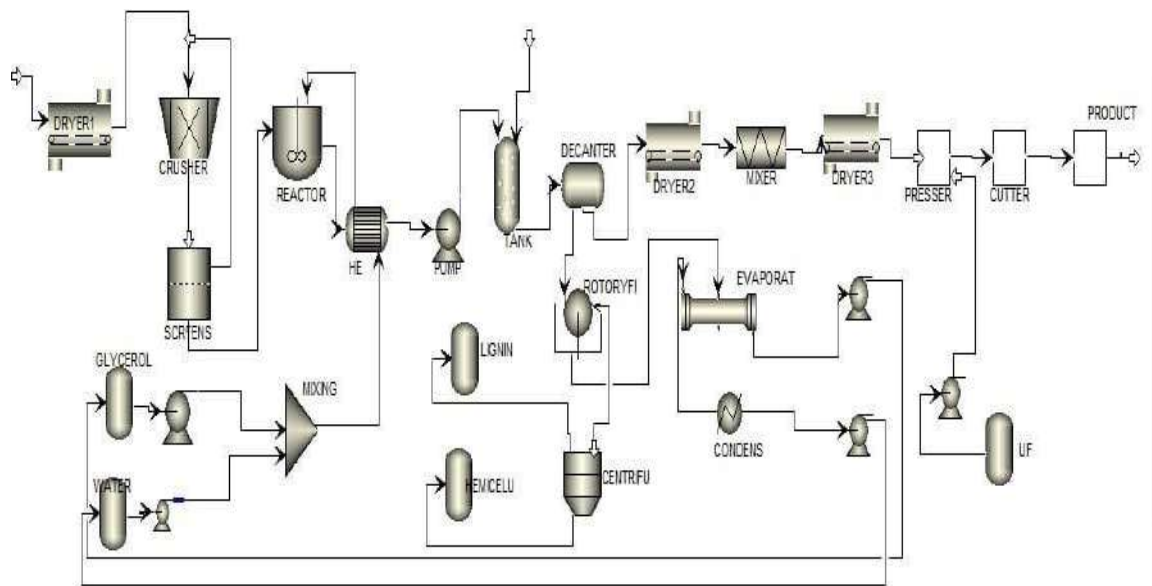 PRODUCT
DRYER1
CRUSHER
REACTOR
DECANTER
DRYER2
MIXER
DRYER3
PRESSER
CUTTER
HE
PUMP
TANK
SCREENS
ROTORYFI
EVAPORAT
GLYCEROL
MIXING
LIGNIN
WATER
HEMICELU
CENTRIFU
CONDENS
UF